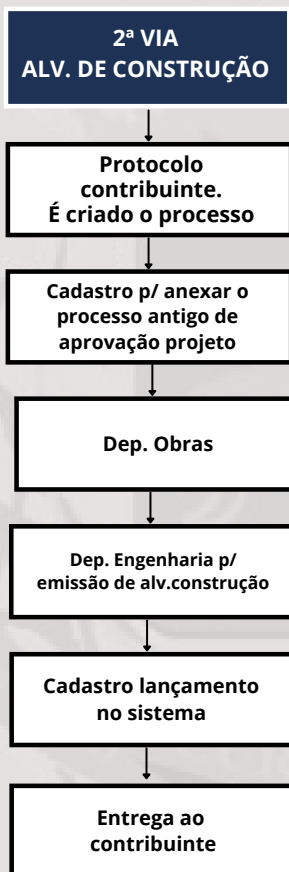 2ª VIA
ALV. DE CONSTRUÇÃO
Protocolo
contribuinte.
É criado o processo
Cadastro p/ anexar o
processo antigo de
aprovação projeto
Dep. Obras
Dep. Engenharia p/
emissão de alv.construção
Cadastro lançamento
no sistema
Entrega ao
contribuinte